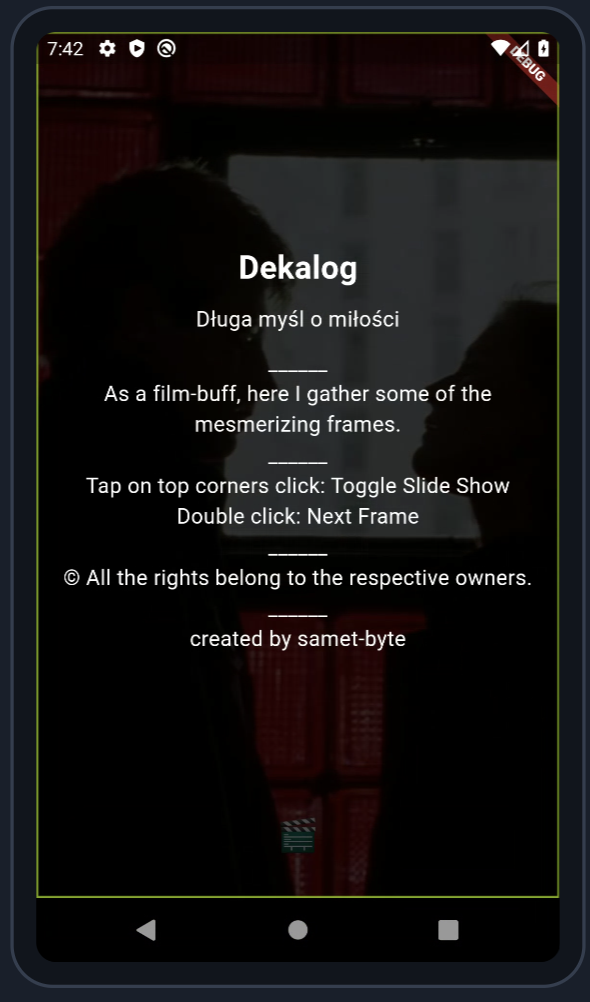 7:42
DEBUG
Dekalog
Długa myśl o miłości
______
As a film-buff, here I gather some of the
mesmerizing frames.
______
Tap on top corners click: Toggle Slide Show
Double click: Next Frame
______
© All the rights belong to the respective owners.
______
created by samet-byte